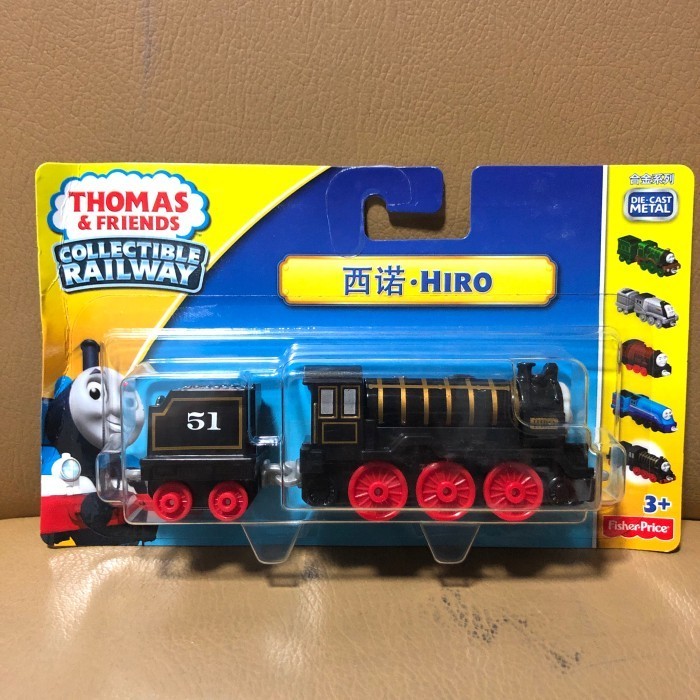 THOMAS
& FRIENDS
COLLECTIBLE
RAILWAY
西诺·HIRO
合金系列
DIE-CAST
METAL
51
3+
Fisher-Price